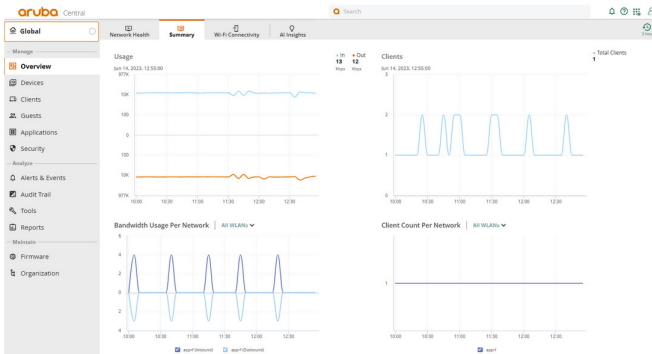 aruba Central
Search
Global
Network Health
Summary
Wi-Fi Connectivity
AI Insights
Manage
Overview
Devices
Clients
Guests
Applications
Security
Analyze
Alerts & Events
Audit Trail
Tools
Reports
Maintain
Firmware
Organization
Usage
Jun 14, 2023, 12:55:00
In Out
13 12
Kbps Kbps
977K
10K
100
0
100
10K
977K
10:00 10:30 11:00 11:30 12:00 12:30
Clients
Jun 14, 2023, 12:55:00
Total Clients
1
3
2
1
0
10:00 10:30 11:00 11:30 12:00 12:30
Bandwidth Usage Per Network All WLANs
6
4
2
0
2
4
10:00 10:30 11:00 11:30 12:00 12:30
Client Count Per Network All WLANs
1
10:00 10:30 11:00 11:30 12:00 12:30